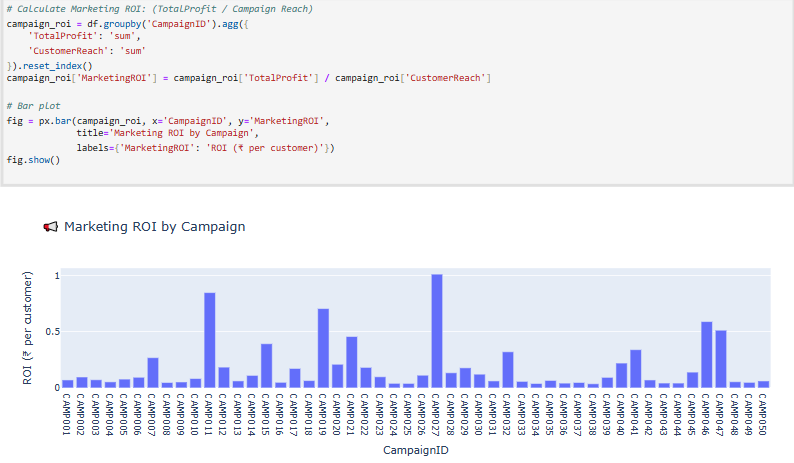 # Calculate Marketing ROI: (TotalProfit / Campaign Reach)
campaign_roi = df.groupby('CampaignID').agg({
    'TotalProfit': 'sum',
    'CustomerReach': 'sum'
}).reset_index()
campaign_roi['MarketingROI'] = campaign_roi['TotalProfit'] / campaign_roi['CustomerReach']
# Bar plot
fig = px.bar(campaign_roi, x='CampaignID', y='MarketingROI',
             title='Marketing ROI by Campaign',
             labels={'MarketingROI': 'ROI (₹ per customer)'})
fig.show()
📢 Marketing ROI by Campaign
ROI (₹ per customer)
1
0.5
0
CAMP001
CAMP002
CAMP003
CAMP004
CAMP005
CAMP006
CAMP007
CAMP008
CAMP009
CAMP010
CAMP011
CAMP012
CAMP013
CAMP014
CAMP015
CAMP016
CAMP017
CAMP018
CAMP019
CAMP020
CAMP021
CAMP022
CAMP023
CAMP024
CAMP025
CAMP026
CAMP027
CAMP028
CAMP029
CAMP030
CAMP031
CAMP032
CAMP033
CAMP034
CAMP035
CAMP036
CAMP037
CAMP038
CAMP039
CAMP040
CAMP041
CAMP042
CAMP043
CAMP044
CAMP045
CAMP046
CAMP047
CAMP048
CAMP049
CAMP050
CampaignID